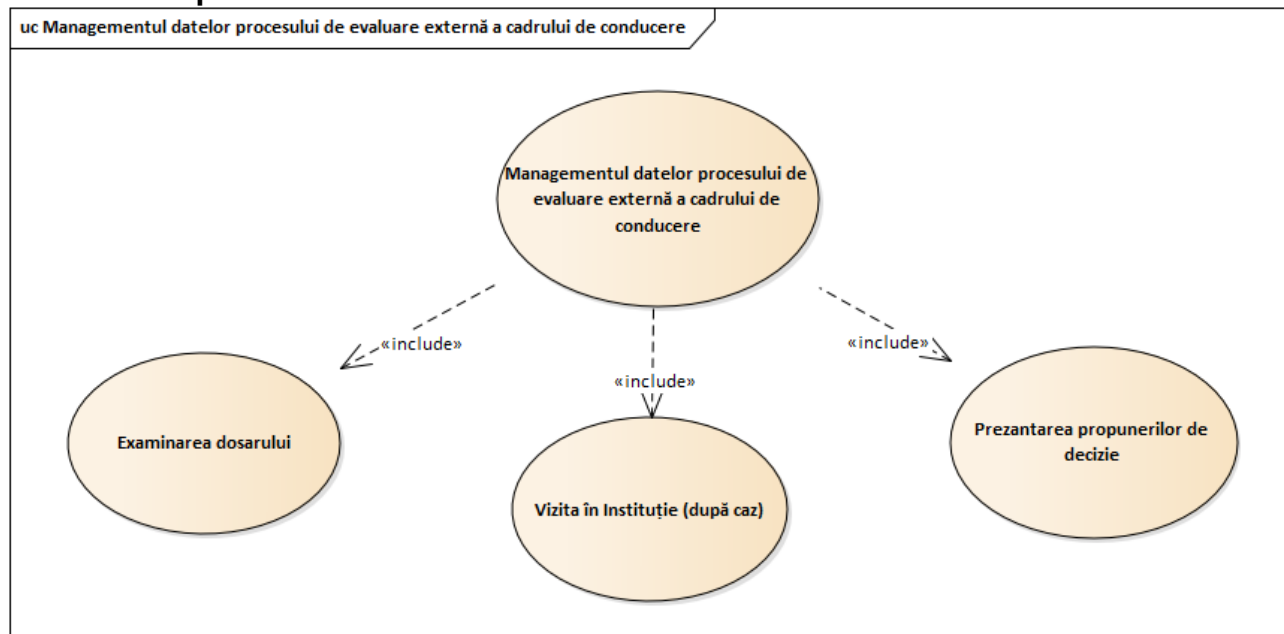 uc Managementul datelor procesului de evaluare externă a cadrului de conducere
Managementul datelor procesului de
evaluare externă a cadrului de
conducere
«include»
«include»
«include»
Examinarea dosarului
Vizita în Instituție (după caz)
Prezantarea propunerilor de
decizie